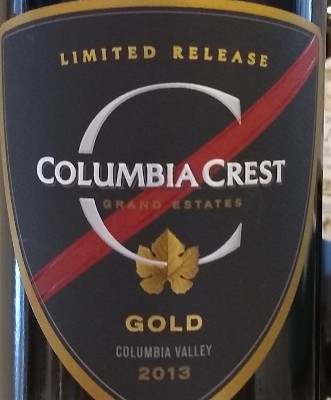 LIMITED RELEASE
COLUMBIA CREST
GRAND ESTATES
GOLD
COLUMBIA VALLEY
2013